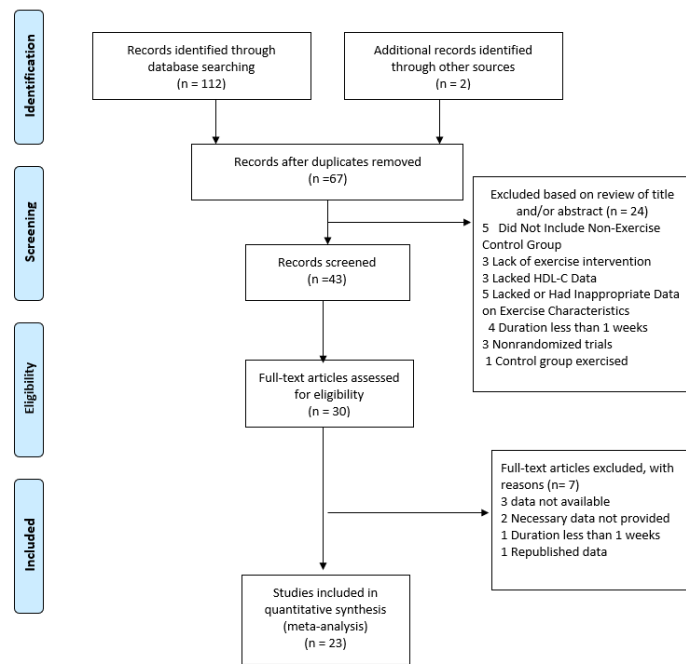 Identification
Records identified through
database searching
(n = 112)
Additional records identified
through other sources
(n = 2)
Records after duplicates removed
(n =67)
Screening
Excluded based on review of title
and/or abstract (n = 24)
5 Did Not Include Non-Exercise
Control Group
3 Lack of exercise intervention
3 Lacked HDL-C Data
5 Lacked or Had Inappropriate Data
on Exercise Characteristics
4 Duration less than 1 weeks
3 Nonrandomized trials
1 Control group exercised
Records screened
(n =43)
Eligibility
Full-text articles assessed
for eligibility
(n = 30)
Full-text articles excluded, with
reasons (n= 7)
3 data not available
2 Necessary data not provided
1 Duration less than 1 weeks
1 Republished data
Included
Studies included in
quantitative synthesis
(meta-analysis)
(n = 23)